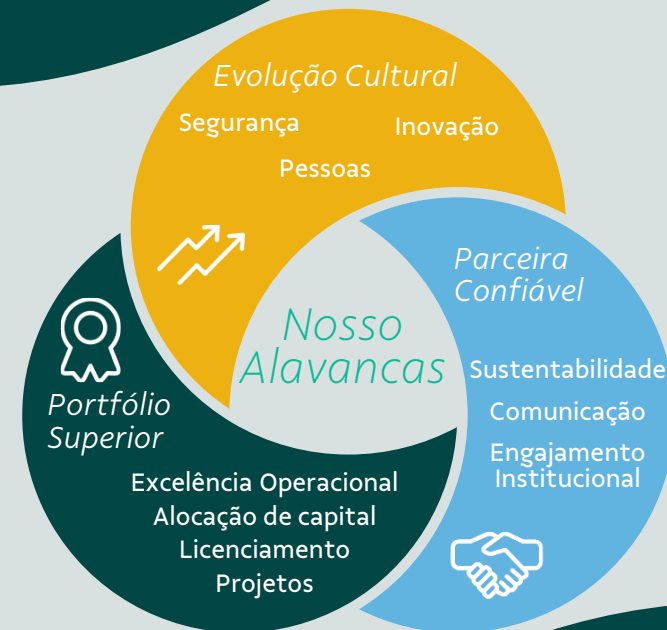 Evolução Cultural
Segurança
Inovação
Pessoas
Parceira
Confiável
Nosso
Alavancas
Sustentabilidade
Comunicação
Engajamento
Institucional
Portfólio
Superior
Excelência Operacional
Alocação de capital
Licenciamento
Projetos